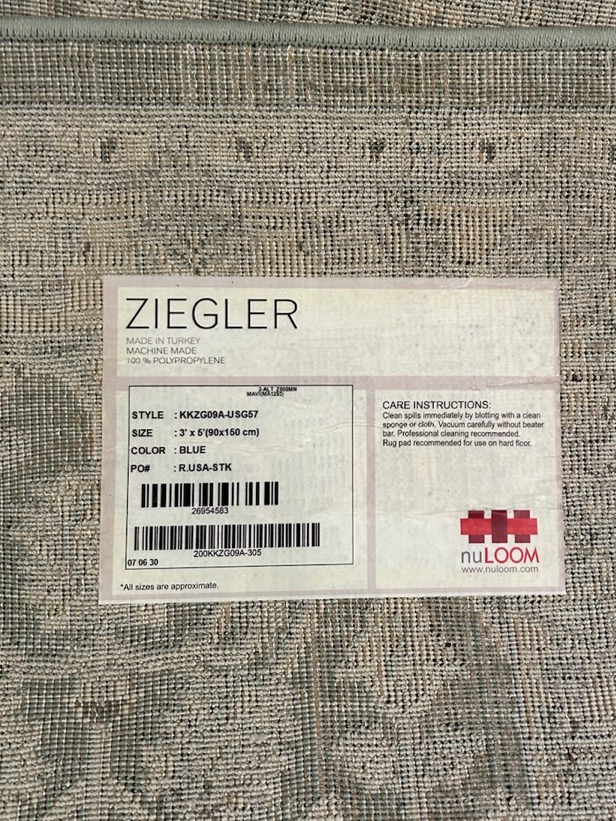 ZIEGLER
MADE IN TURKEY
MACHINE MADE
100 % POLYPROPYLENE
STYLE : KKZG09A-USG57
SIZE : 3' x 5'(90x150 cm)
COLOR : BLUE
PO# : R.USA-STK
26954583
200KKZG09A-305
07 06 30
*All sizes are approximate.
CARE INSTRUCTIONS:
Clean spills immediately by blotting with a clean
sponge or cloth. Vacuum carefully without beater
bar. Professional cleaning recommended.
Rug pad recommended for use on hard floor.
nuLOOM
www.nuloom.com